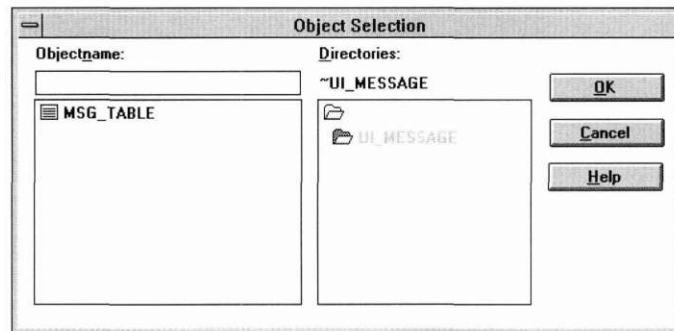 Object Selection
Objectname:
Directories:
~UI_MESSAGE
MSG_TABLE
UI_MESSAGE
OK
Cancel
Help